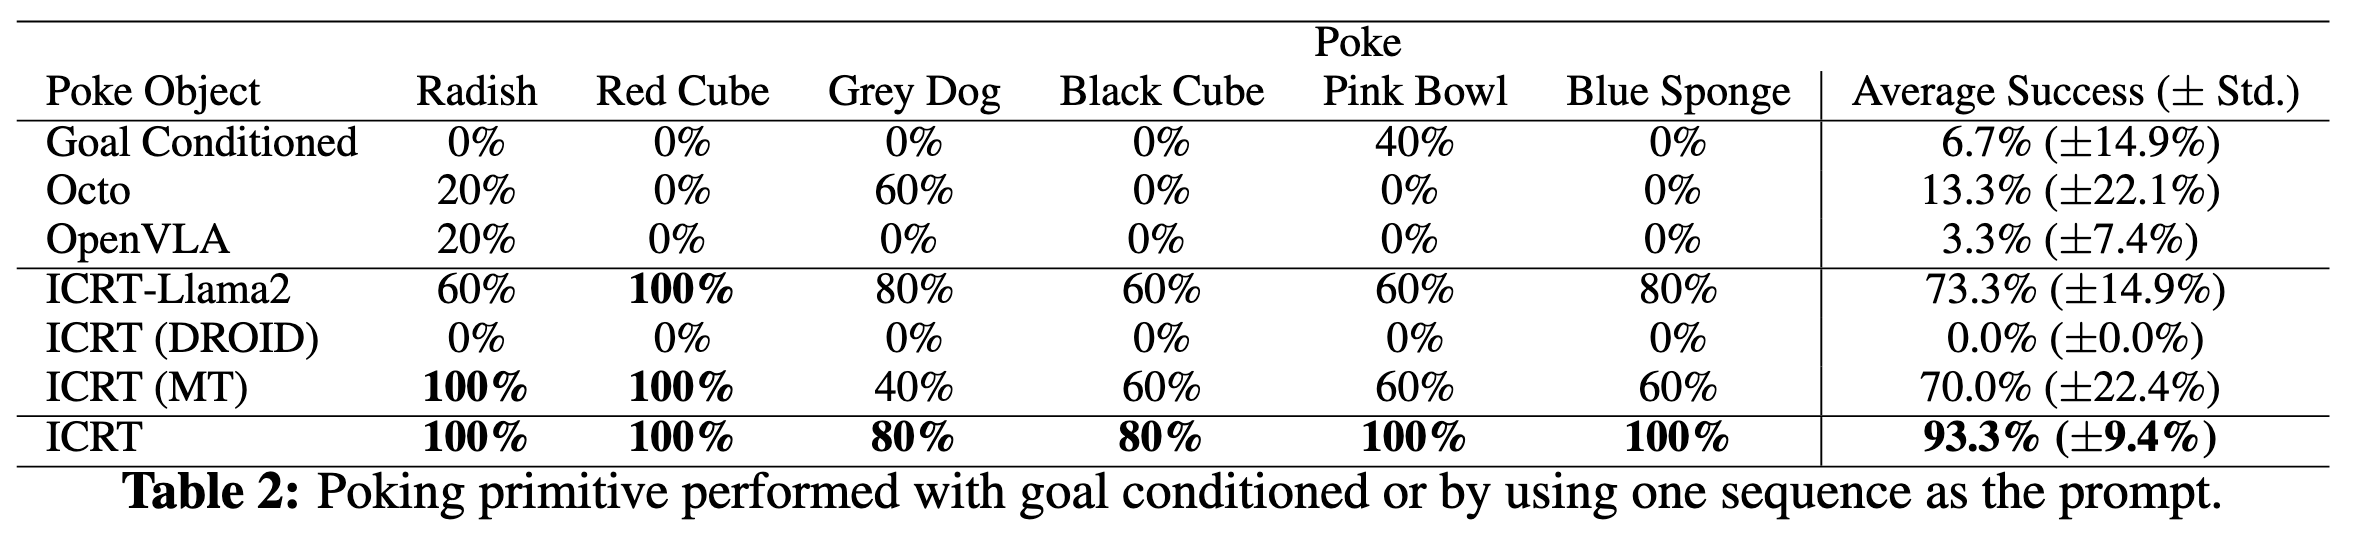 Poke
Poke Object Radish Red Cube Grey Dog Black Cube Pink Bowl Blue Sponge Average Success (± Std.)
Goal Conditioned 0% 0% 0% 0% 40% 0% 6.7% (±14.9%)
Octo 20% 0% 60% 0% 0% 0% 13.3% (±22.1%)
OpenVLA 20% 0% 0% 0% 0% 0% 3.3% (±7.4%)
ICRT-Llama2 60% 100% 80% 60% 60% 80% 73.3% (±14.9%)
ICRT (DROID) 0% 0% 0% 0% 0% 0% 0.0% (±0.0%)
ICRT (MT) 100% 100% 40% 60% 60% 60% 70.0% (±22.4%)
ICRT 100% 100% 80% 80% 100% 100% 93.3% (±9.4%)
Table 2: Poking primitive performed with goal conditioned or by using one sequence as the prompt.